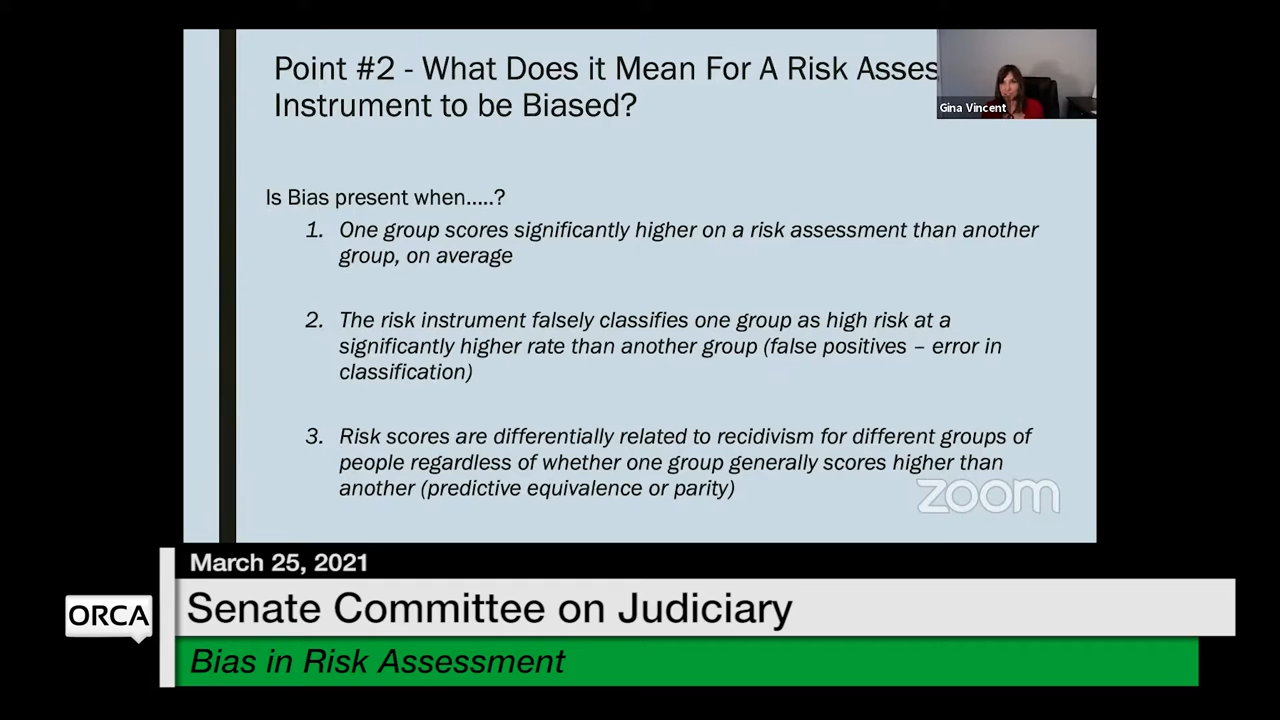 Point #2 - What Does it Mean For A Risk Asses
Instrument to be Biased?
Gina Vincent
Is Bias present when.....?
1. One group scores significantly higher on a risk assessment than another
group, on average
2. The risk instrument falsely classifies one group as high risk at a
significantly higher rate than another group (false positives – error in
classification)
3. Risk scores are differentially related to recidivism for different groups of
people regardless of whether one group generally scores higher than
another (predictive equivalence or parity)
zoom
March 25, 2021
ORCA
Senate Committee on Judiciary
Bias in Risk Assessment